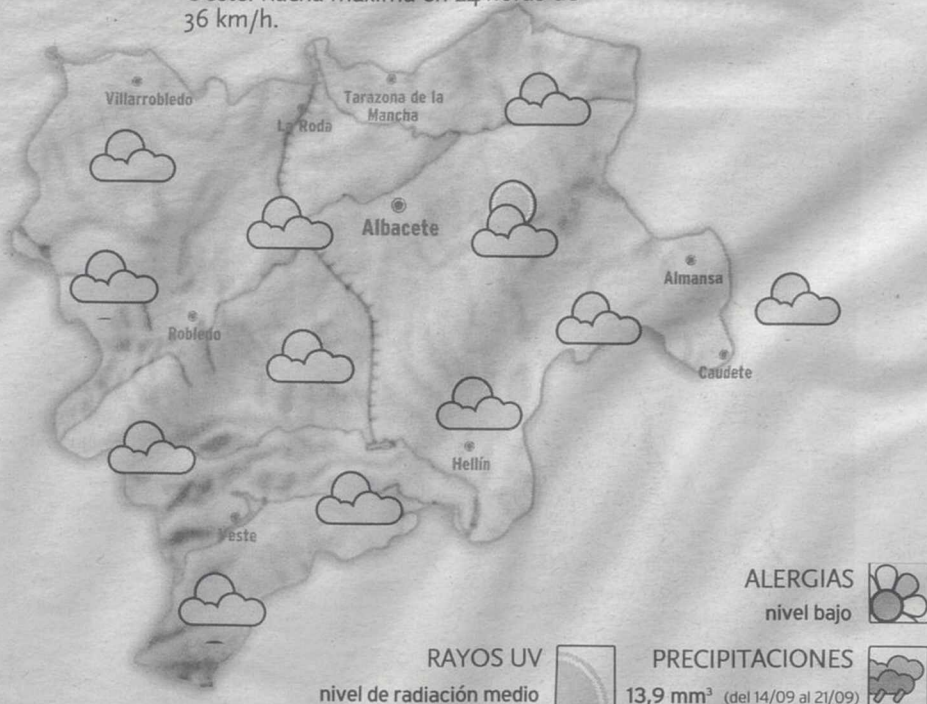 36 km/h.
Villarrobledo
Tarazona de la
Mancha
La Roda
Albacete
Almansa
Robledo
Caudete
Hellín
Yeste
ALERGIAS
nivel bajo
RAYOS UV
nivel de radiación medio
PRECIPITACIONES
13,9 mm³ (del 14/09 al 21/09)